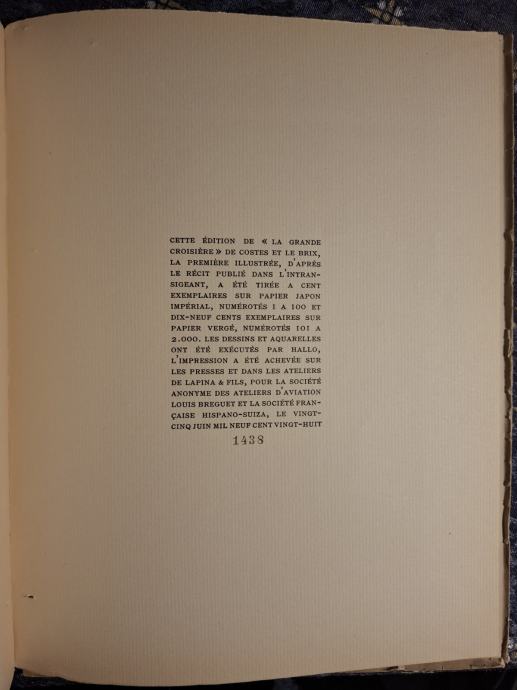 CETTE ÉDITION DE « LA GRANDE
CROISIÈRE » DE COSTES ET LE BRIX,
LA PREMIÈRE ILLUSTRÉE, D'APRÉS
LE RÉCIT PUBLIÉ DANS L'INTRAN-
SIGEANT, A ÉTÉ TIRÉE A CENT
EXEMPLAIRES SUR PAPIER JAPON
IMPÉRIAL, NUMÉROTÉS I A 100 ET
DIX-NEUF CENTS EXEMPLAIRES SUR
PAPIER VERGÉ, NUMÉROTÉS 101 A
2.000. LES DESSINS ET AQUARELLES
ONT ÉTÉ EXÉCUTÉS PAR HALLO,
L'IMPRESSION A ÉTÉ ACHEVÉE SUR
LES PRESSES ET DANS LES ATELIERS
DE LAPINA & FILS, POUR LA SOCIÉTÉ
ANONYME DES ATELIERS D'AVIATION
LOUIS BREGUET ET LA SOCIÉTÉ FRAN-
ÇAISE HISPANO-SUIZA, LE VINGT-
CINQ JUIN MIL NEUF CENT VINGT-HUIT
1438